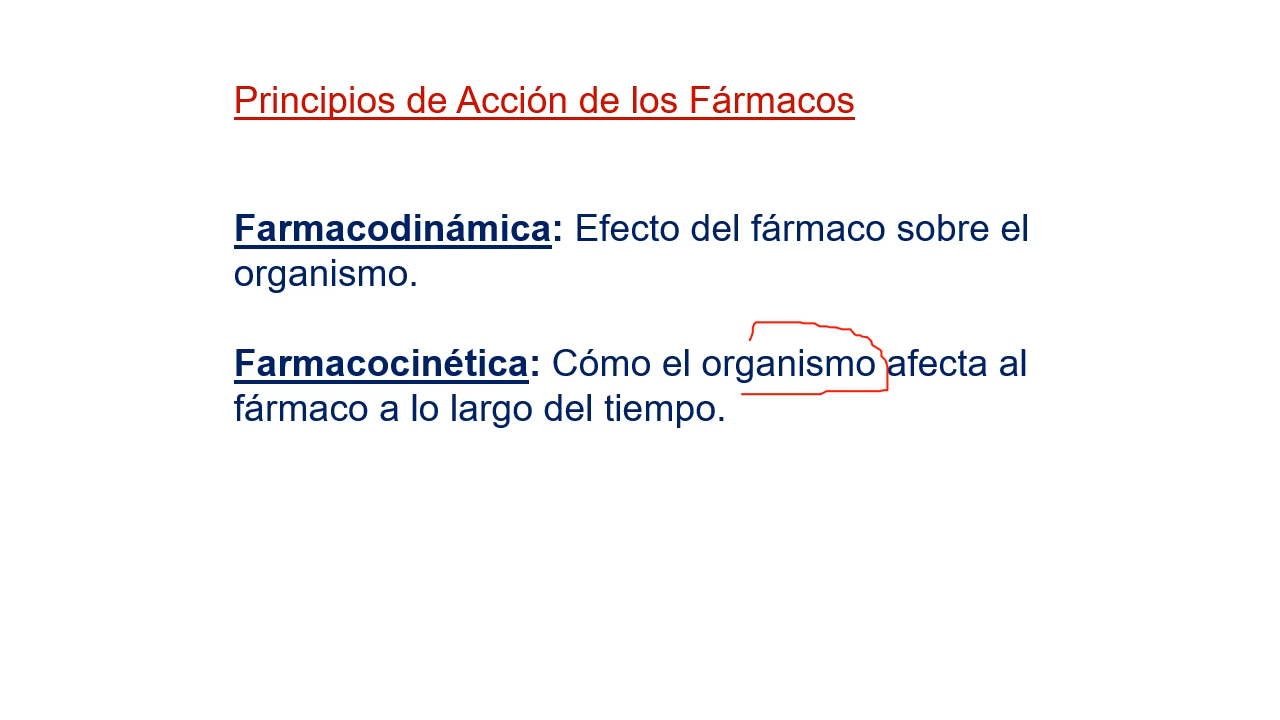 Principios de Acción de los Fármacos
Farmacodinámica: Efecto del fármaco sobre el
organismo.
Farmacocinética: Cómo el organismo afecta al
fármaco a lo largo del tiempo.